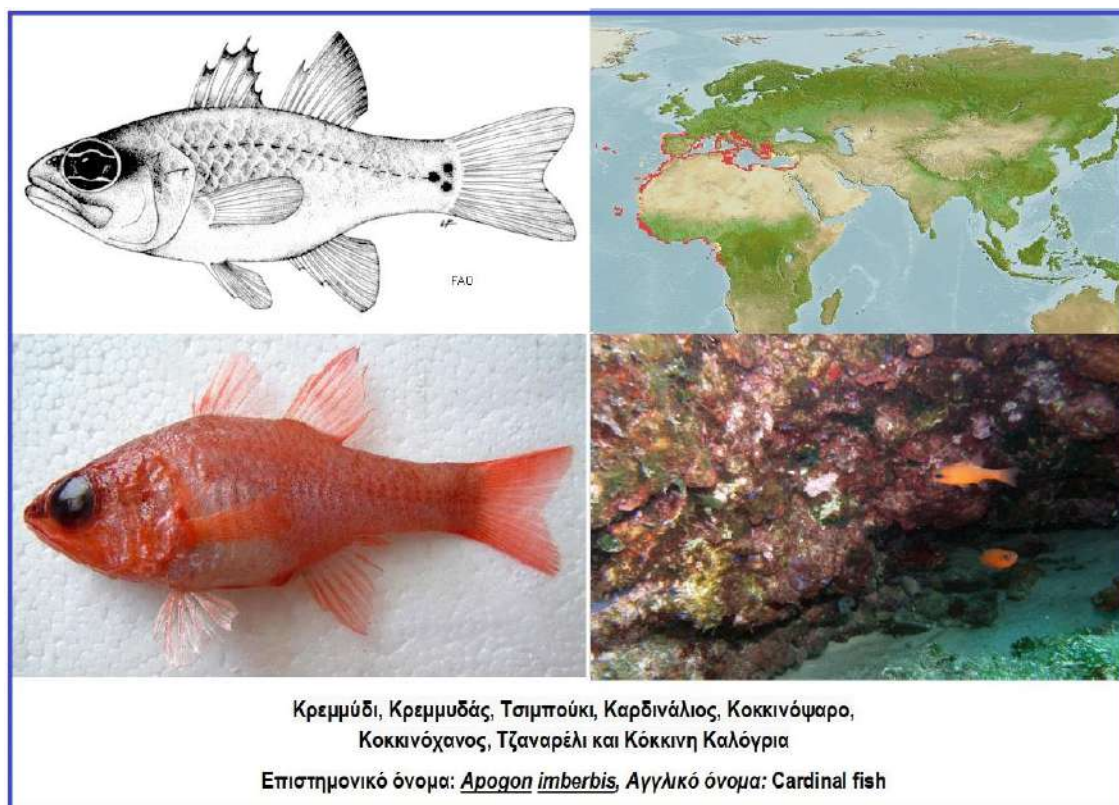 FAO
Κρεμμύδι, Κρεμμυδάς, Τσιμπούκι, Καρδινάλιος, Κοκκινόψαρο,
Κοκκινόχανος, Τζαναρέλι και Κόκκινη Καλόγρια
Επιστημονικό όνομα: Apogon imberbis, Αγγλικό όνομα: Cardinal fish